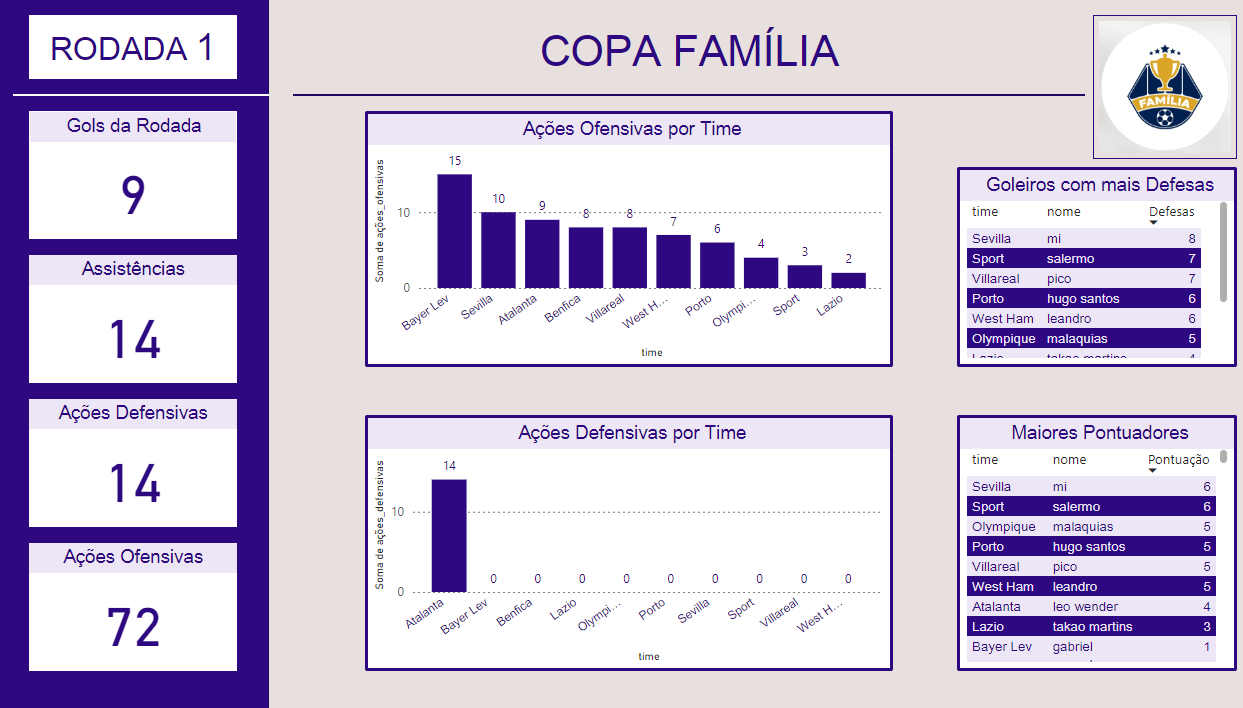 RODADA 1
COPA FAMÍLIA
FAMÍLIA
Gols da Rodada
9
Assistências
14
Ações Defensivas
14
Ações Ofensivas
72
Ações Ofensivas por Time
Soma de ações_ofensivas
15
10
9
8
8
7
6
4
3
2
10
0
Bayer Lev
Sevilla
Atalanta
Benfica
Villareal
West H...
Porto
Olympi...
Sport
Lazio
time
Goleiros com mais Defesas
time nome Defesas
Sevilla mi 8
Sport salermo 7
Villareal pico 7
Porto hugo santos 6
West Ham leandro 6
Olympique malaquias 5
Lazio takao martins 4
Ações Defensivas por Time
Soma de ações_defensivas
14
0
0
0
0
0
0
0
0
0
10
0
Atalanta
Bayer Lev
Benfica
Lazio
Olympi...
Porto
Sevilla
Sport
Villareal
West H...
time
Maiores Pontuadores
time nome Pontuação
Sevilla mi 6
Sport salermo 6
Olympique malaquias 5
Porto hugo santos 5
Villareal pico 5
West Ham leandro 5
Atalanta leo wender 4
Lazio takao martins 3
Bayer Lev gabriel 1